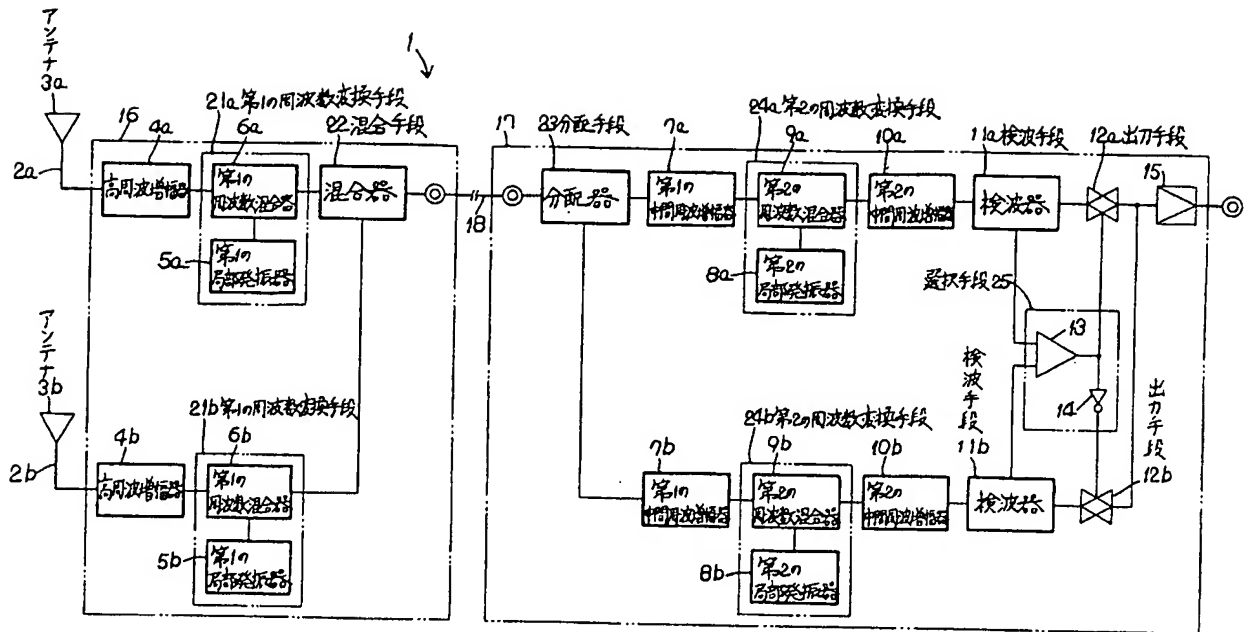 1
アンテナ
3a
2a
16
4a
高周波増幅器
21a 第1の周波数変換手段
6a
第1の
周波数混合器
5a
第1の
局部発振器
22 混合手段
混合器
18
17
23 分配手段
分配器
7a
第1の
中間周波増幅器
24a 第2の周波数変換手段
9a
第2の
周波数混合器
8a
第2の
局部発振器
10a
第2の
中間周波増幅器
11a 検波手段
検波器
12a 出力手段
15
選択手段 25
13
14
アンテナ
3b
2b
4b
高周波増幅器
21b 第1の周波数変換手段
6b
第1の
周波数混合器
5b
第1の
局部発振器
7b
第1の
中間周波増幅器
24b 第2の周波数変換手段
9b
第2の
周波数混合器
8b
第2の
局部発振器
10b
第2の
中間周波増幅器
検波手段
11b
検波器
出力手段
12b